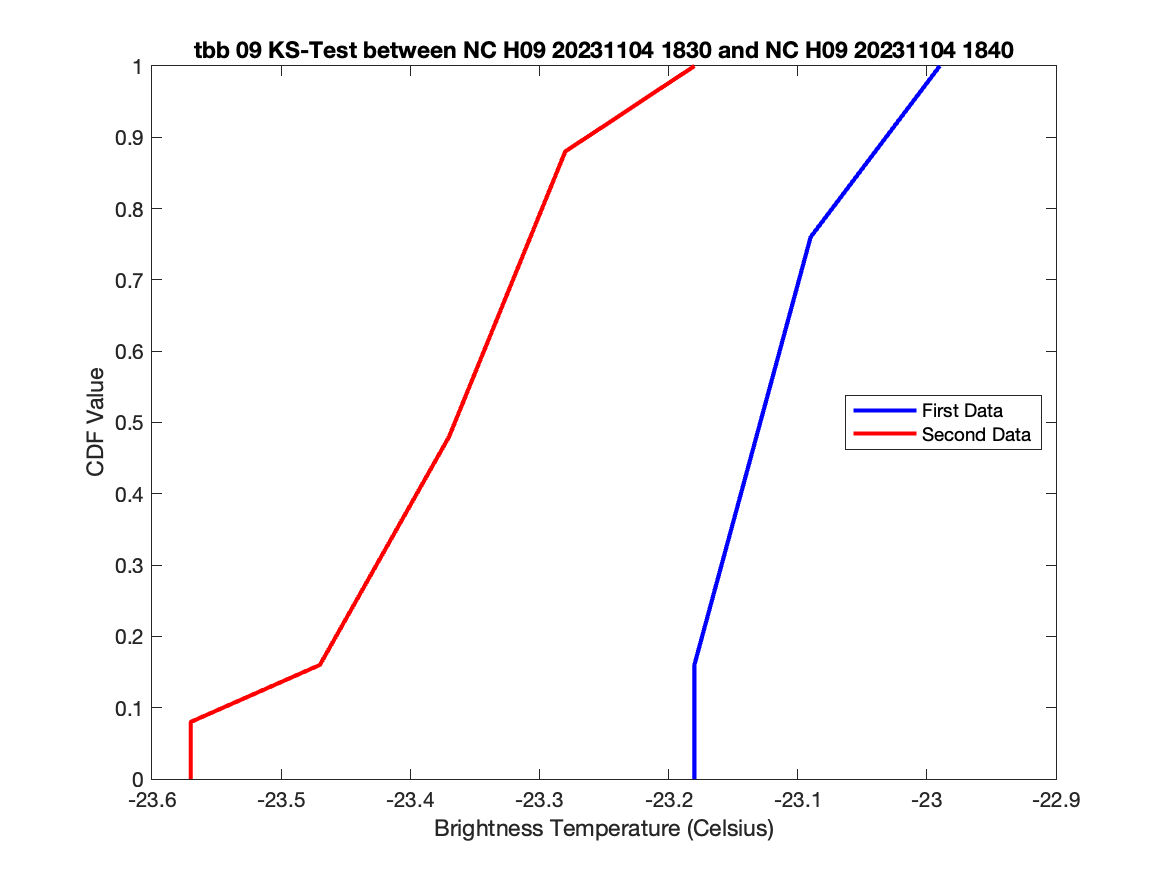 tbb 09 KS-Test between NC H09 20231104 1830 and NC H09 20231104 1840
1
0.9
0.8
0.7
0.6
0.5
0.4
0.3
0.2
0.1
0
CDF Value
First Data
Second Data
-23.6 -23.5 -23.4 -23.3 -23.2 -23.1 -23 -22.9
Brightness Temperature (Celsius)